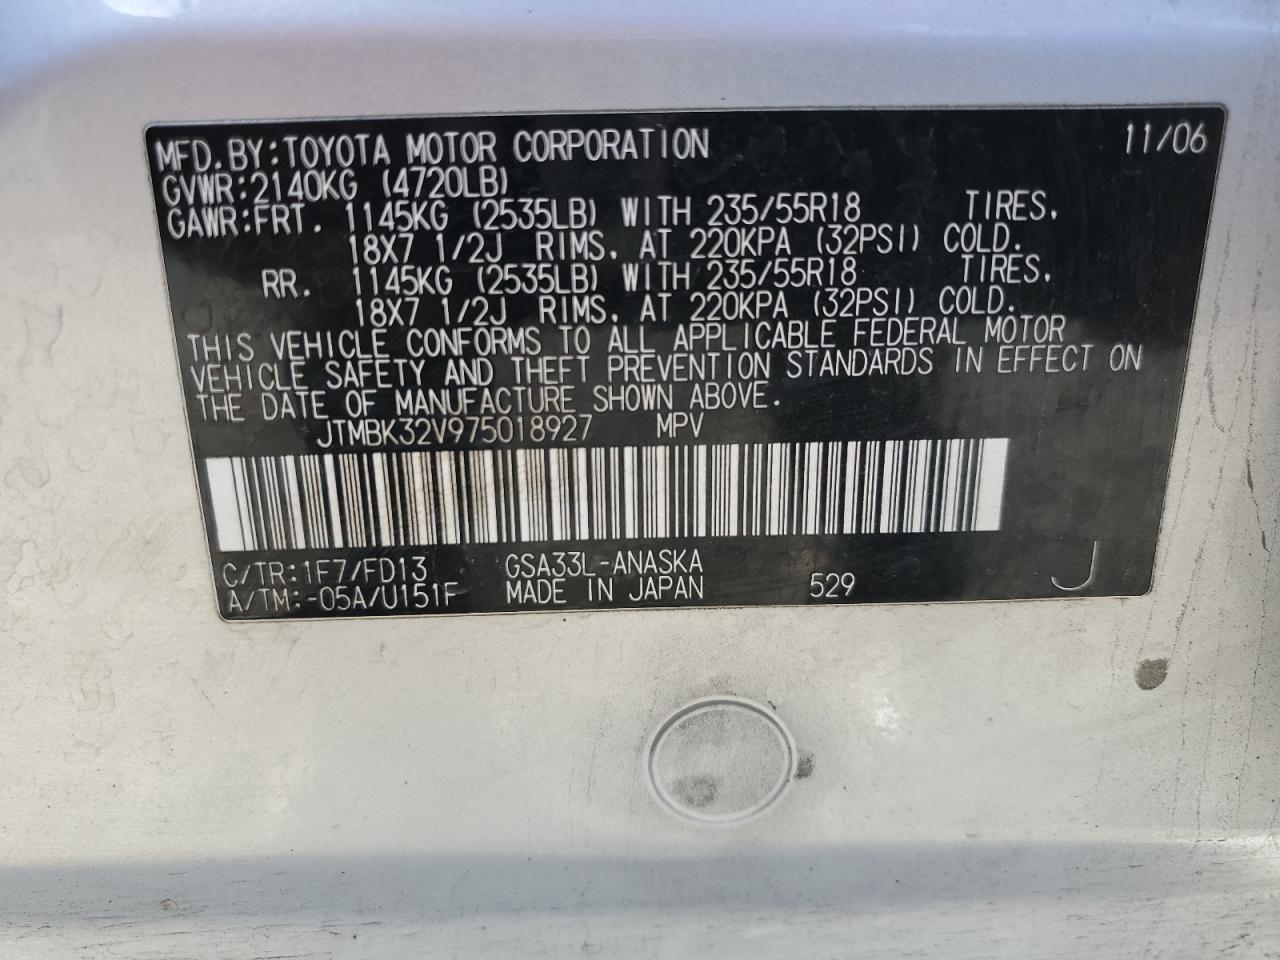 MFD.BY:TOYOTA MOTOR CORPORATION 11/06
GVWR:2140KG (4720LB)
GAWR:FRT. 1145KG (2535LB) WITH 235/55R18 TIRES.
18X7 1/2J RIMS. AT 220KPA (32PSI) COLD.
RR. 1145KG (2535LB) WITH 235/55R18 TIRES.
18X7 1/2J RIMS. AT 220KPA (32PSI) COLD.
THIS VEHICLE CONFORMS TO ALL APPLICABLE FEDERAL MOTOR
VEHICLE SAFETY AND THEFT PREVENTION STANDARDS IN EFFECT ON
THE DATE OF MANUFACTURE SHOWN ABOVE.
JTMBK32V975018927 MPV
C/TR:1F7/FD13 GSA33L-ANASKA
A/TM:-05A/U151F MADE IN JAPAN 529 J